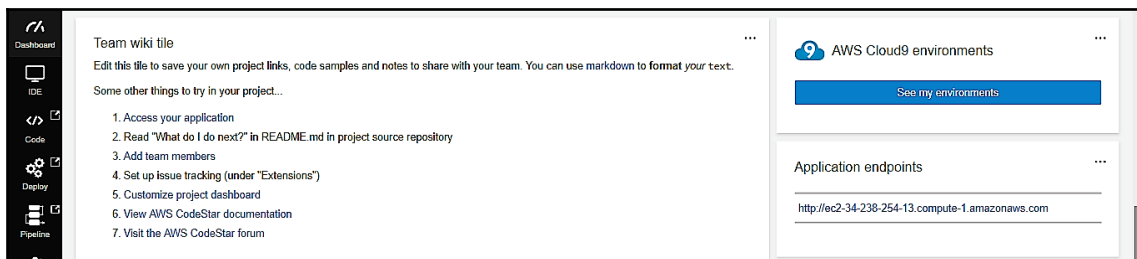 Dashboard
IDE
Code
Deploy
Pipeline
Team wiki tile
Edit this tile to save your own project links, code samples and notes to share with your team. You can use markdown to format your text.
Some other things to try in your project...
1. Access your application
2. Read "What do I do next?" in README.md in project source repository
3. Add team members
4. Set up issue tracking (under "Extensions")
5. Customize project dashboard
6. View AWS CodeStar documentation
7. Visit the AWS CodeStar forum
9 AWS Cloud9 environments
See my environments
Application endpoints
http://ec2-34-238-254-13.compute-1.amazonaws.com